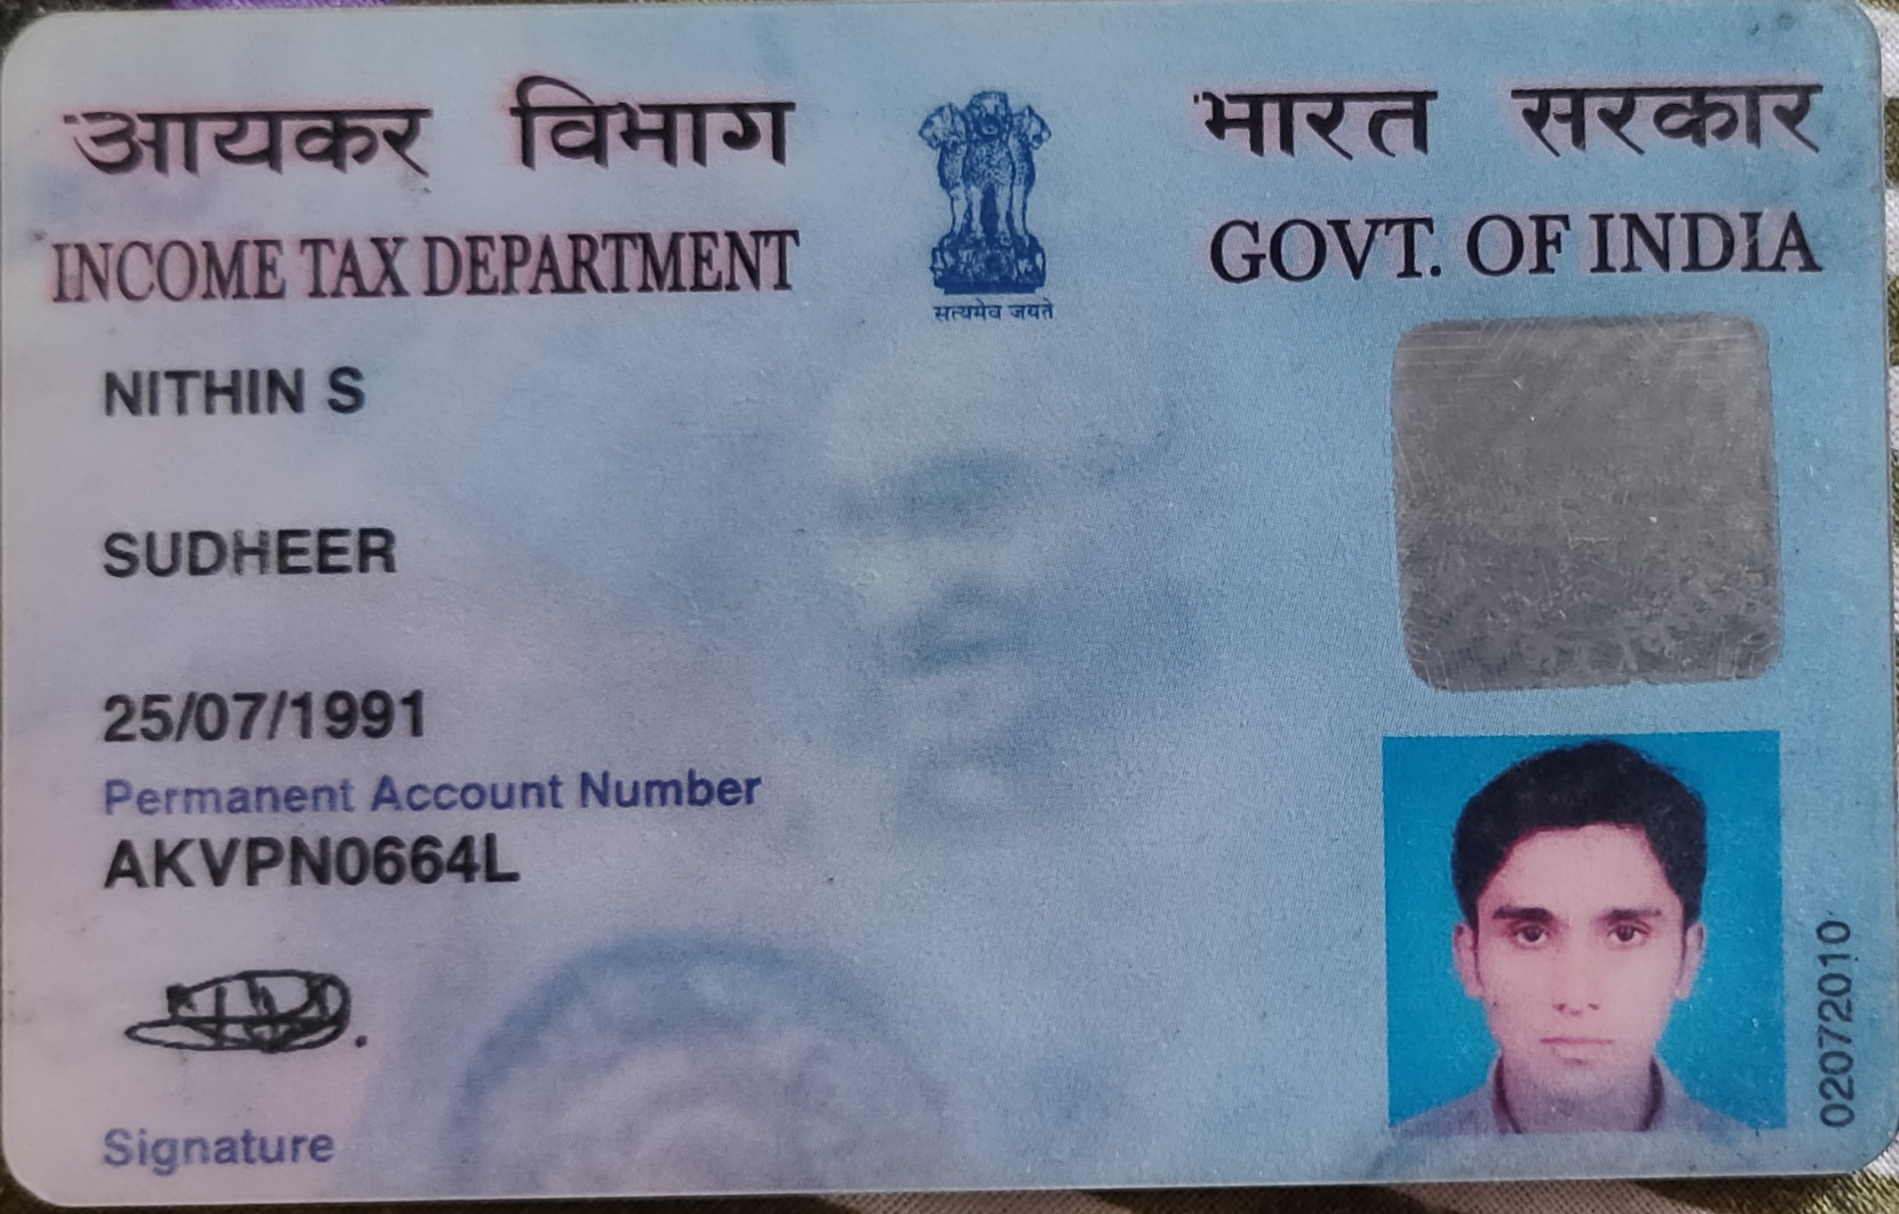 आयकर विभाग
INCOME TAX DEPARTMENT
सत्यमेव जयते
भारत सरकार
GOVT. OF INDIA
NITHIN S
SUDHEER
25/07/1991
Permanent Account Number
AKVPN0664L
Signature
02072010